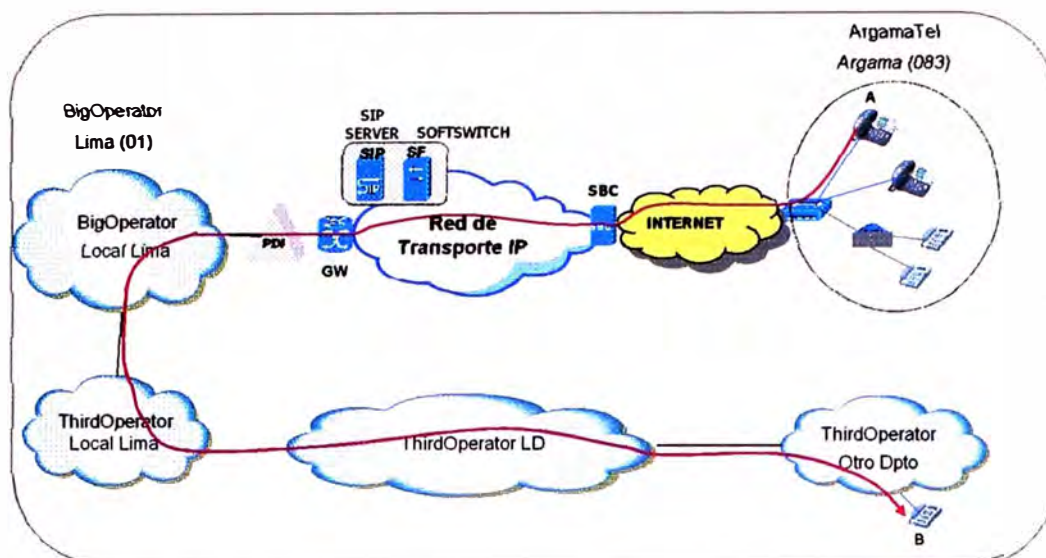 ArgamaTel
Argama (083)
A
BigOperator
Lima (01)
SIP
SERVER
SOFTSWITCH
SIP
SF
SIP
SBC
BigOperator
Local Lima
PDI
GW
Red de
Transporte IP
INTERNET
ThirdOperator
Local Lima
ThirdOperator LD
ThirdOperator
Otro Dpto
B